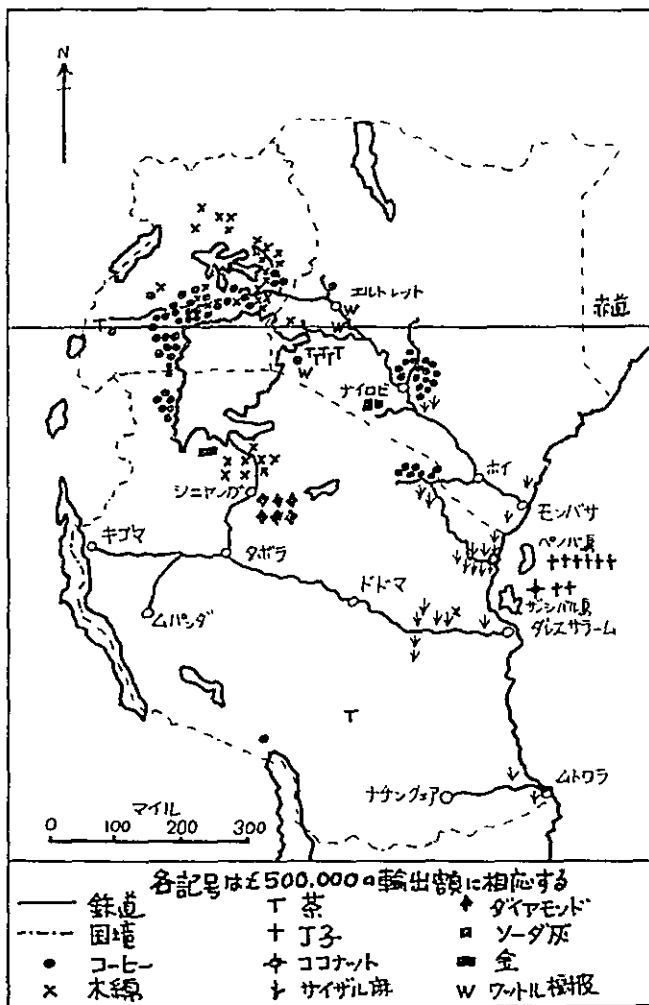 N
エルトレット
赤道
T
TTTT
W
W
W
ナイロビ
ホイ
モンバサ
シニヤンガ
ペンバ島
キゴマ
タボラ
ドドマ
ザンジバル島
ダレスサラーム
ムパンダ
T
ムトワラ
ナチングェア
マイル
0 100 200 300
各記号は£500,000の輸出額に相応する
鉄道 T 茶 ダイアモンド
国境 丁子 ソーダ灰
コーヒー ココナット 金
木綿 サイザル麻 W ワットル樹皮